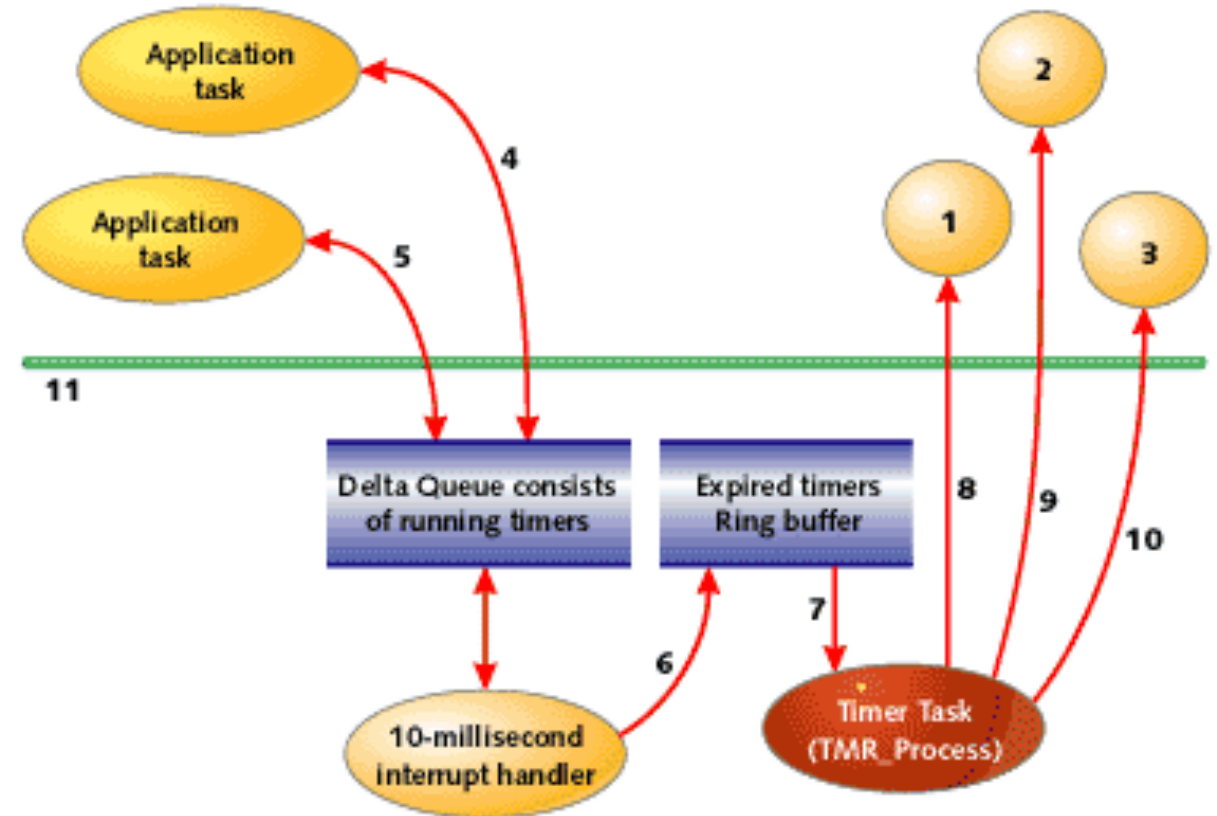 Application
task
2
4
1
Application
task
5
3
11
Delta Queue consists
of running timers
Expired timers
Ring buffer
8
9
10
7
6
10-millisecond
interrupt handler
Timer Task
(TMR_Process)